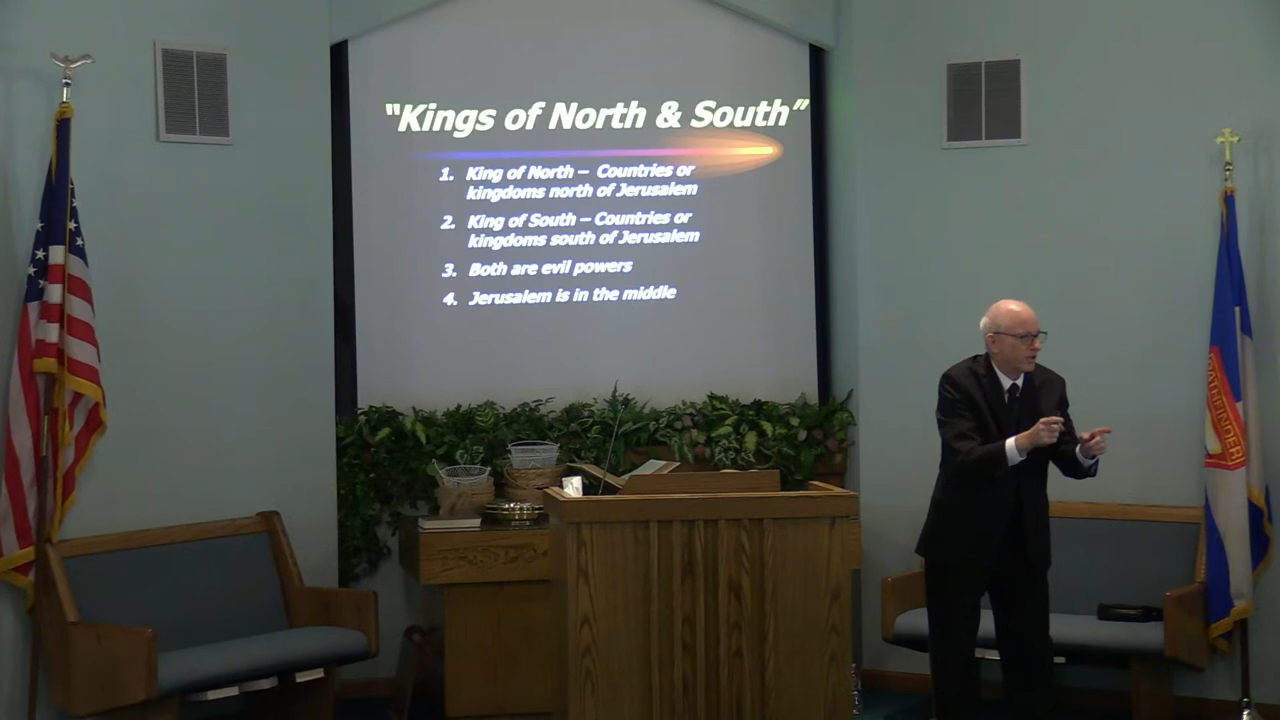 “Kings of North & South”
1. King of North – Countries or
kingdoms north of Jerusalem
2. King of South – Countries or
kingdoms south of Jerusalem
3. Both are evil powers
4. Jerusalem is in the middle
PATHFINDER